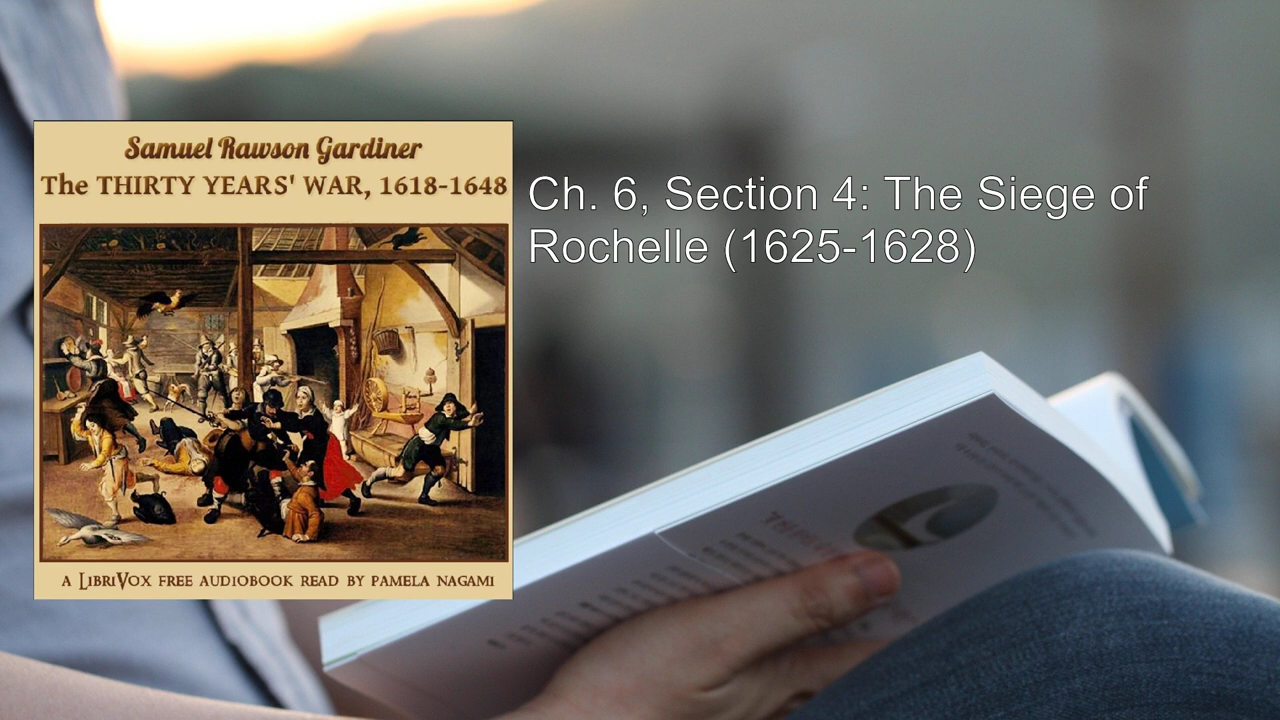 Samuel Rawson Gardiner
The THIRTY YEARS' WAR, 1618-1648
Ch. 6, Section 4: The Siege of
Rochelle (1625-1628)
A LIBRIVOX FREE AUDIOBOOK READ BY PAMELA NAGAMI